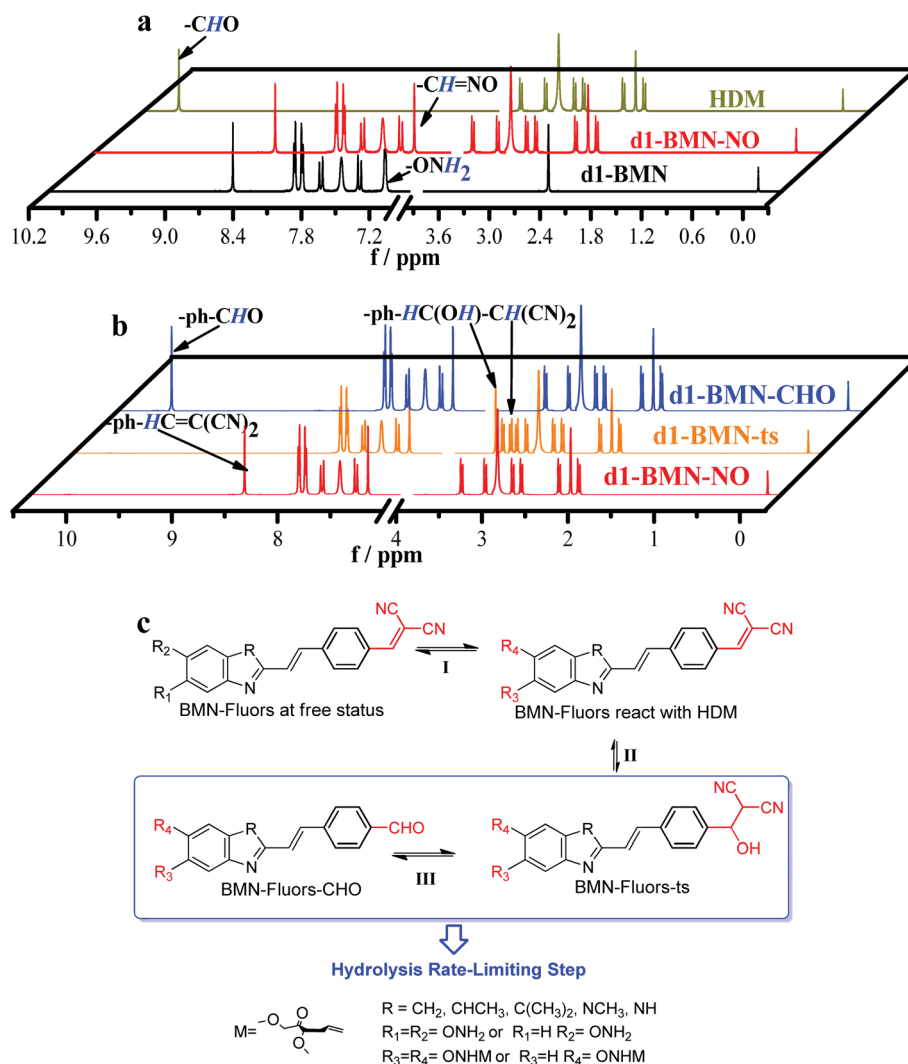 a
-CHO
-CH=NO
HDM
d1-BMN-NO
-ONH2
d1-BMN
10.2 9.6 9.0 8.4 7.8 7.2 3.6 3.0 2.4 1.8 1.2 0.6 0.0
f / ppm
b
-ph-CHO
-ph-HC(OH)-CH(CN)2
d1-BMN-CHO
-ph-HC=C(CN)2
d1-BMN-ts
d1-BMN-NO
10 9 8 7 6 4 3 2 1 0
f / ppm
c
NC
CN
R2
R
R1
N
BMN-Fluors at free status
I
NC
CN
R4
R
R3
N
BMN-Fluors react with HDM
II
R4
R
R3
N
CHO
BMN-Fluors-CHO
III
NC
CN
R4
R
R3
N
OH
BMN-Fluors-ts
Hydrolysis Rate-Limiting Step
M=
O
O
O
R = CH2, CHCH3, C(CH3)2, NCH3, NH
R1=R2= ONH2 or R1=H R2= ONH2
R3=R4= ONHM or R3=H R4= ONHM